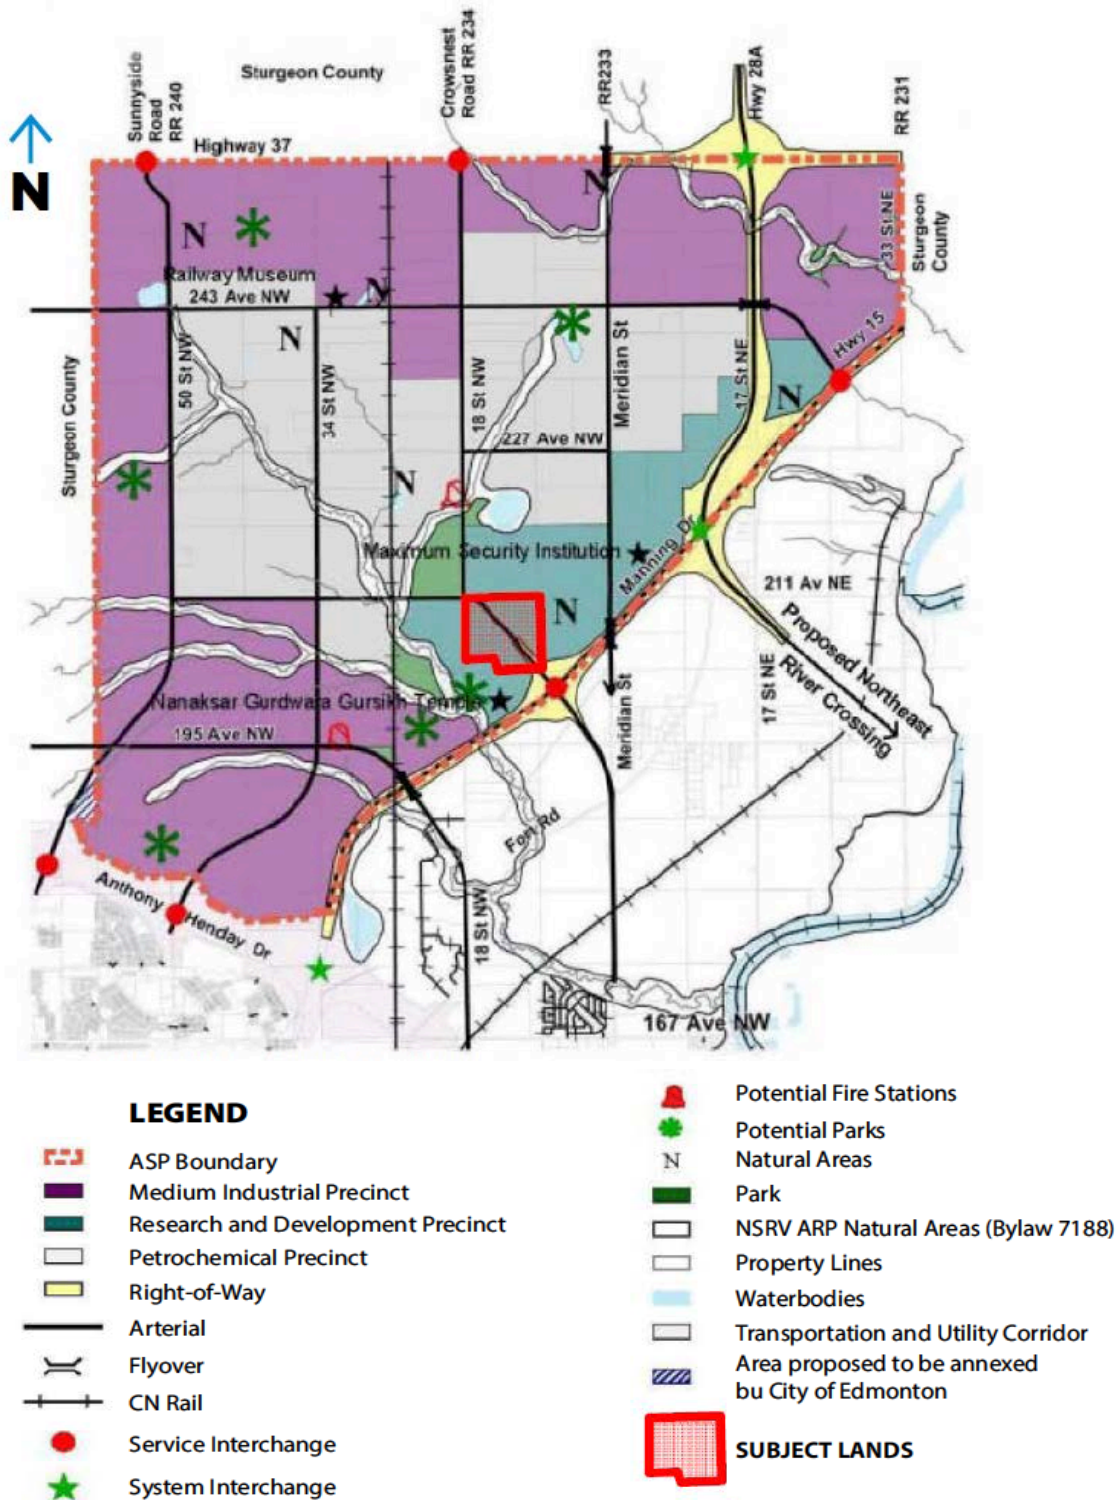 Sunnyside
Road
RR 240
Sturgeon County
Crowsnest
Road RR 234
RR233
Hwy 28A
RR 231
Highway 37
N
N
N
33 St NE
Sturgeon
County
Railway Museum
243 Ave NW
N
N
Hwy 15
Sturgeon County
50 St NW
34 St NW
18 St NW
Meridian St
17 St NE
N
227 Ave NW
N
Maximum Security Institution
Manning Dr
211 Av NE
N
Proposed Northeast
River Crossing
Nanaksar Gurdwara Gursikh Temple
195 Ave NW
Meridian St
17 St NE
Fort Rd
Anthony Henday Dr
18 St NW
167 Ave NW
LEGEND
ASP Boundary
Medium Industrial Precinct
Research and Development Precinct
Petrochemical Precinct
Right-of-Way
Arterial
Flyover
CN Rail
Service Interchange
System Interchange
Potential Fire Stations
Potential Parks
N Natural Areas
Park
NSRV ARP Natural Areas (Bylaw 7188)
Property Lines
Waterbodies
Transportation and Utility Corridor
Area proposed to be annexed
bu City of Edmonton
SUBJECT LANDS